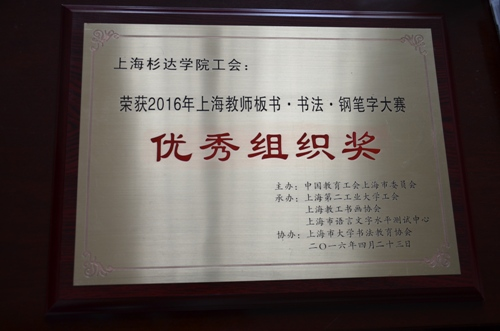 上海杉达学院工会：
荣获2016年上海教师板书·书法·钢笔字大赛
优秀组织奖
主办：中国教育工会上海市委员会
承办：上海第二工业大学工会
上海教工书画协会
上海市语言文字水平测试中心
协办：上海市大学书法教育协会
二〇一六年四月二十三日